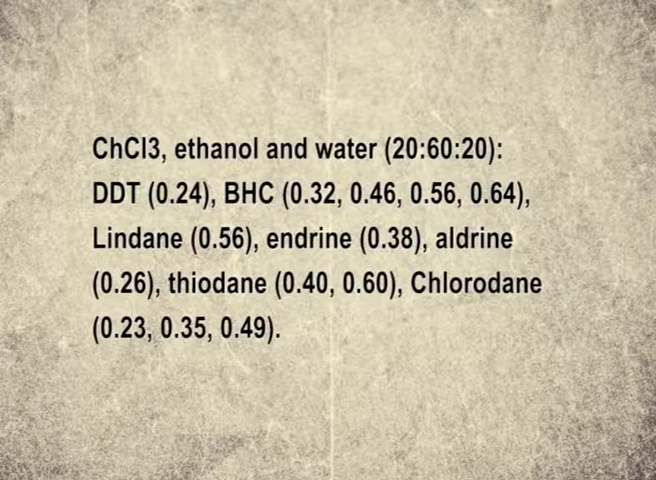 ChCl3, ethanol and water (20:60:20):
DDT (0.24), BHC (0.32, 0.46, 0.56, 0.64),
Lindane (0.56), endrine (0.38), aldrine
(0.26), thiodane (0.40, 0.60), Chlorodane
(0.23, 0.35, 0.49).